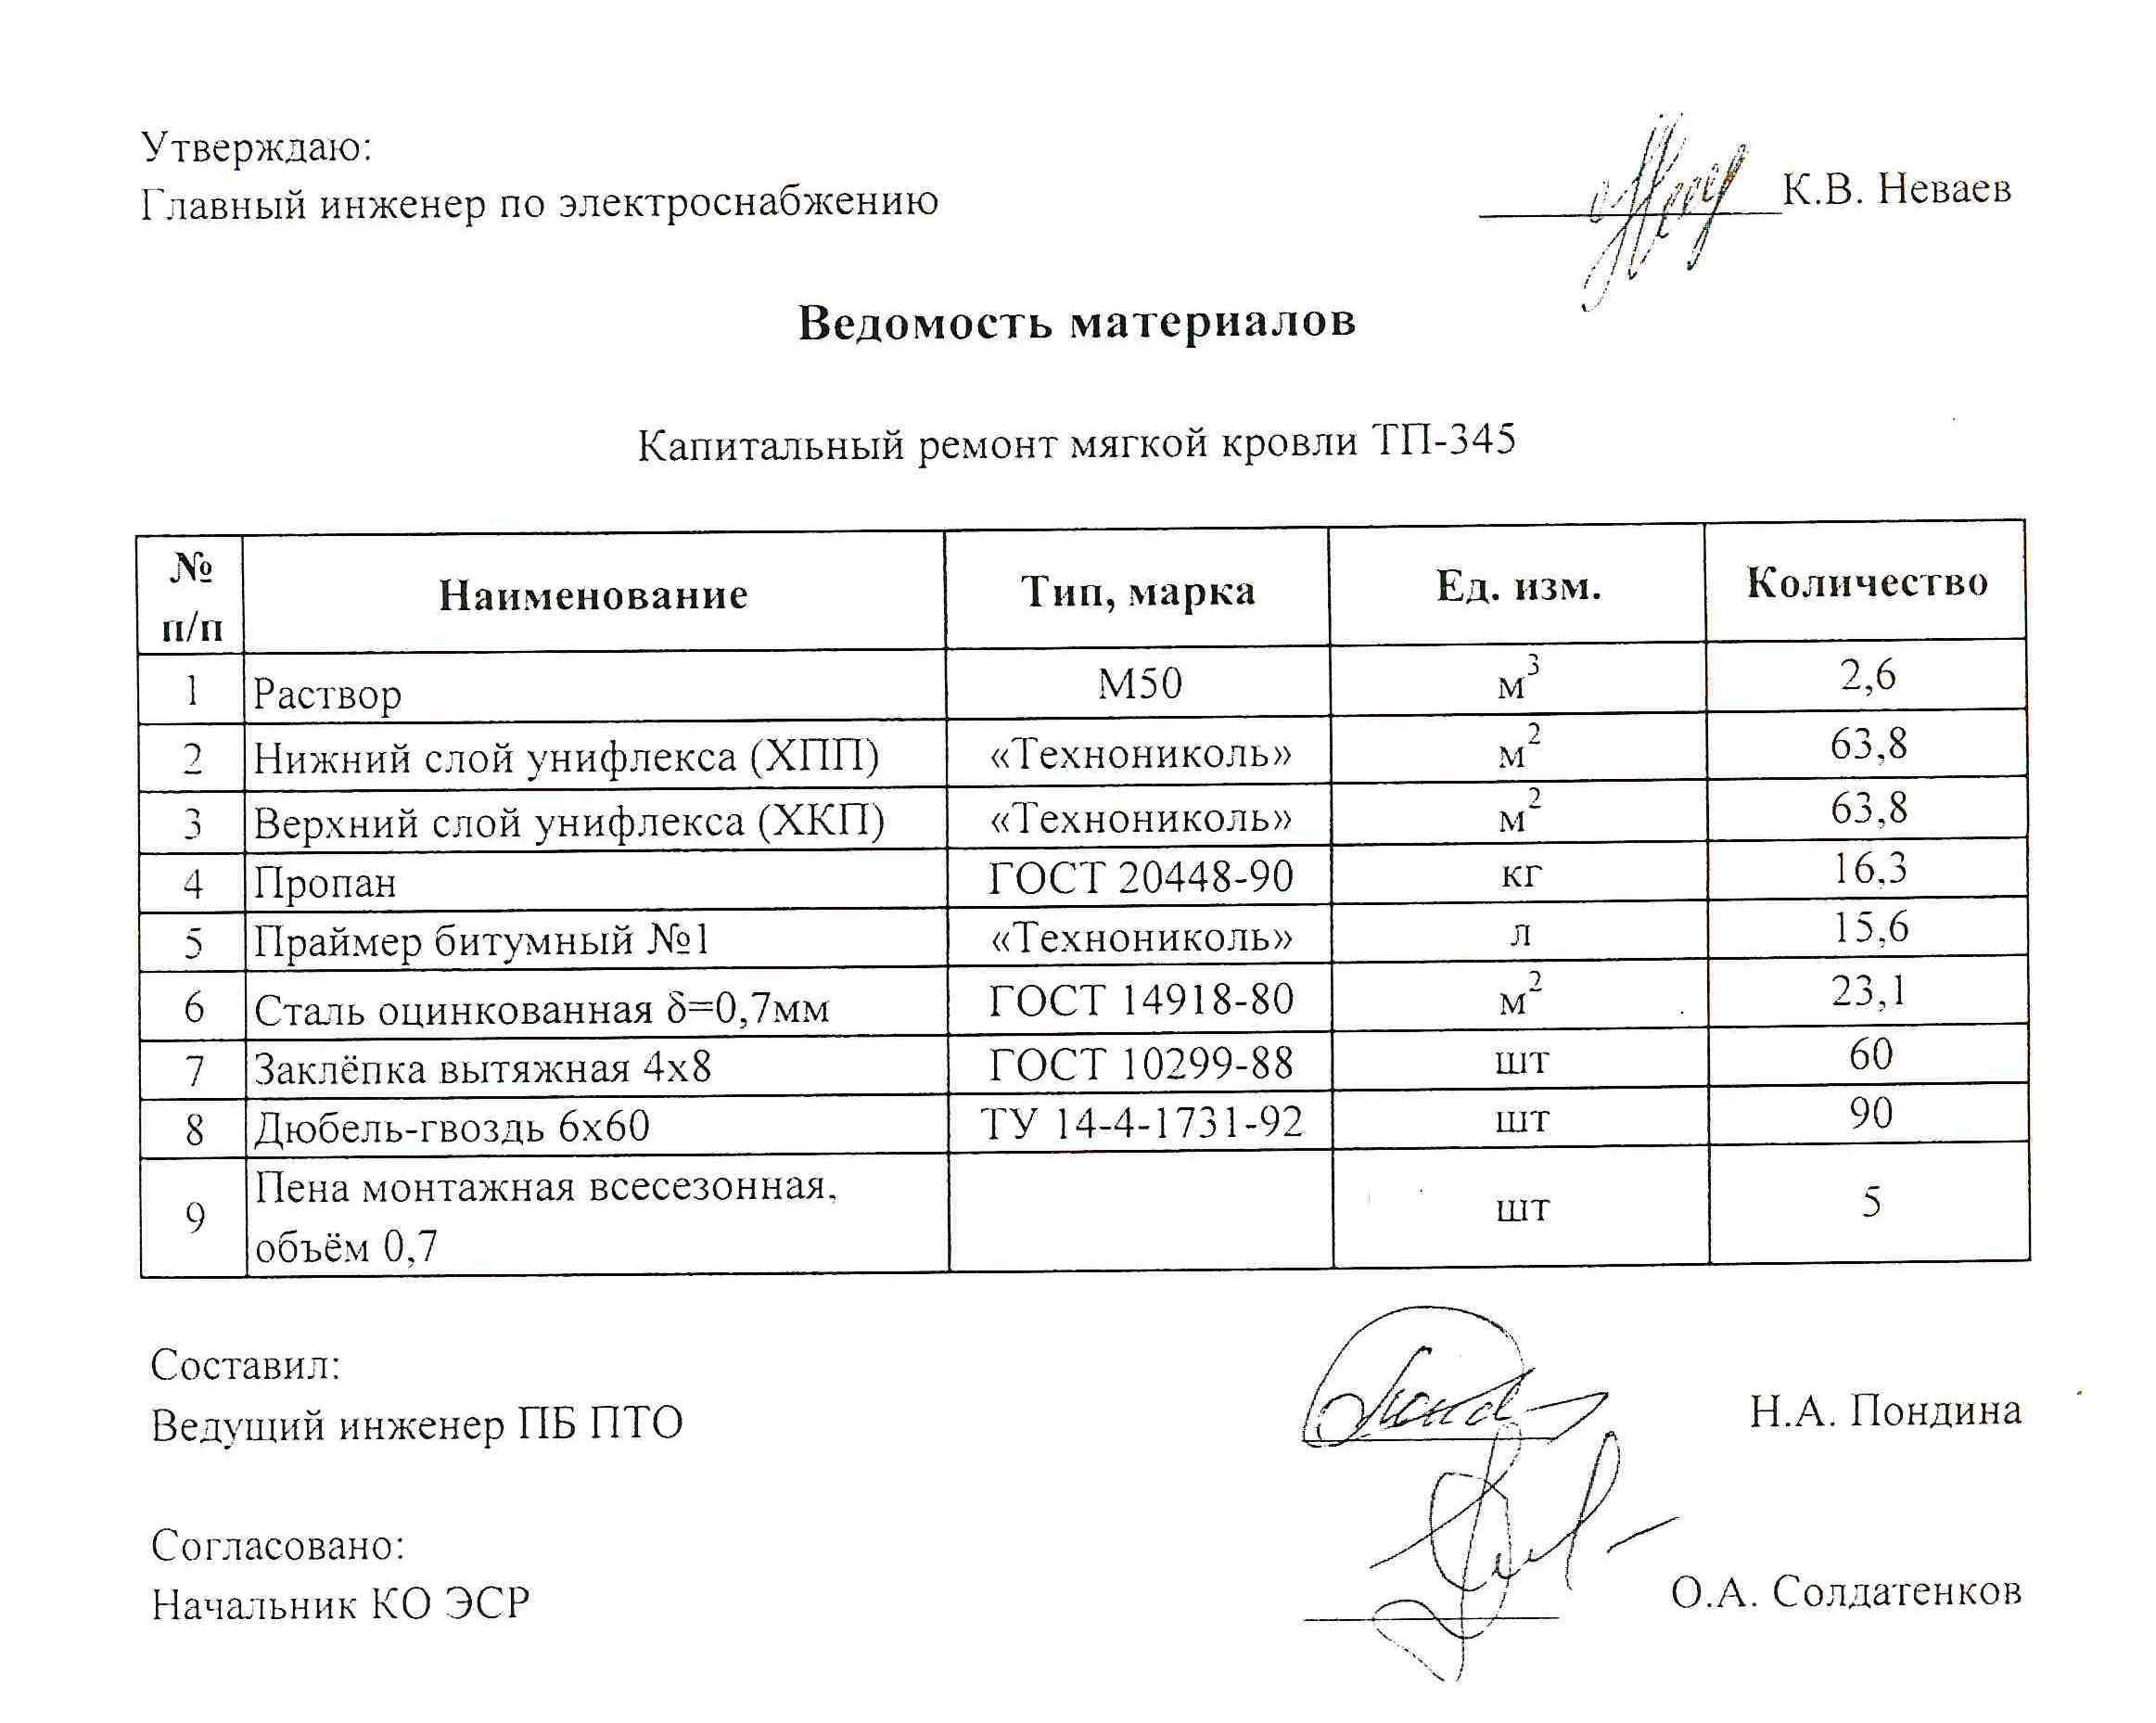 Утверждаю:
Главный инженер по электроснабжению К.В. Неваев
Ведомость материалов
Капитальный ремонт мягкой кровли ТП-345
№ п/п Наименование Тип, марка Ед. изм. Количество
1 Раствор М50 м³ 2,6
2 Нижний слой унифлекса (ХПП) «Технониколь» м² 63,8
3 Верхний слой унифлекса (ХКП) «Технониколь» м² 63,8
4 Пропан ГОСТ 20448-90 кг 16,3
5 Праймер битумный №1 «Технониколь» л 15,6
6 Сталь оцинкованная δ=0,7мм ГОСТ 14918-80 м² 23,1
7 Заклёпка вытяжная 4х8 ГОСТ 10299-88 шт 60
8 Дюбель-гвоздь 6х60 ТУ 14-4-1731-92 шт 90
9 Пена монтажная всесезонная,
объём 0,7 шт 5
Составил:
Ведущий инженер ПБ ПТО Н.А. Пондина
Согласовано:
Начальник КО ЭСР О.А. Солдатенков